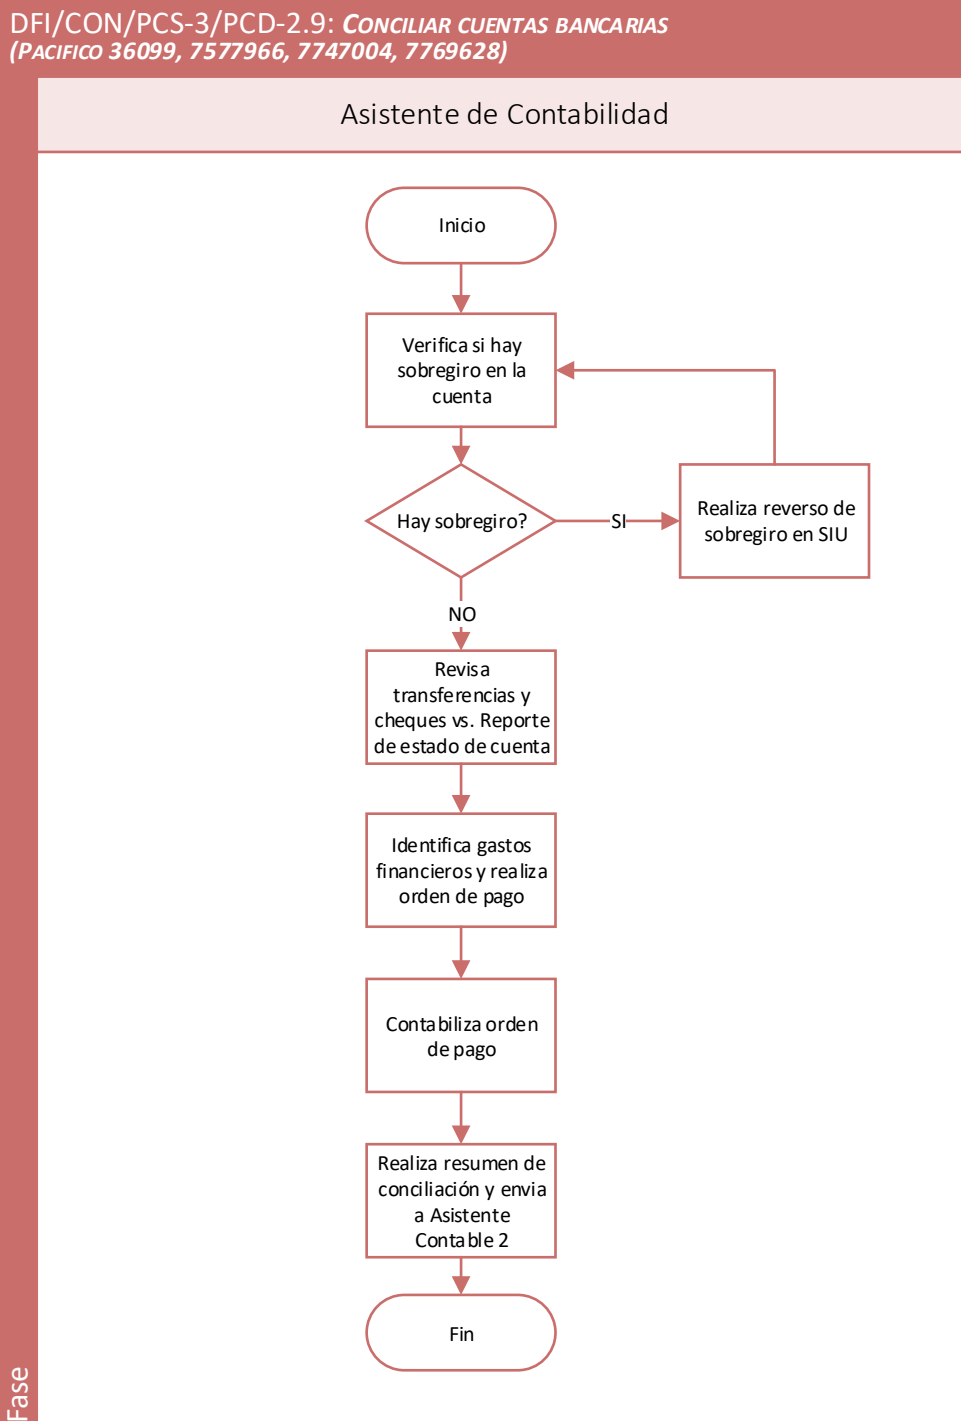 DFI/CON/PCS-3/PCD-2.9: CONCILIAR CUENTAS BANCARIAS
(PACIFICO 36099, 7577966, 7747004, 7769628)
Asistente de Contabilidad
Inicio
Verifica si hay
sobregiro en la
cuenta
Hay sobregiro?
SI
Realiza reverso de
sobregiro en SIU
NO
Revisa
transferencias y
cheques vs. Reporte
de estado de cuenta
Identifica gastos
financieros y realiza
orden de pago
Contabiliza orden
de pago
Realiza resumen de
conciliación y envia
a Asistente
Contable 2
Fin
Fase